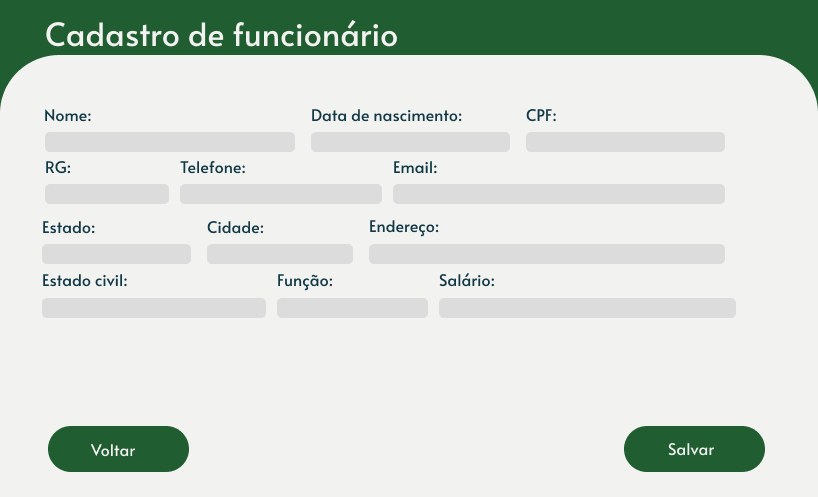 Cadastro de funcionário
Nome: Data de nascimento: CPF:
RG: Telefone: Email:
Estado: Cidade: Endereço:
Estado civil: Função: Salário:
Voltar Salvar